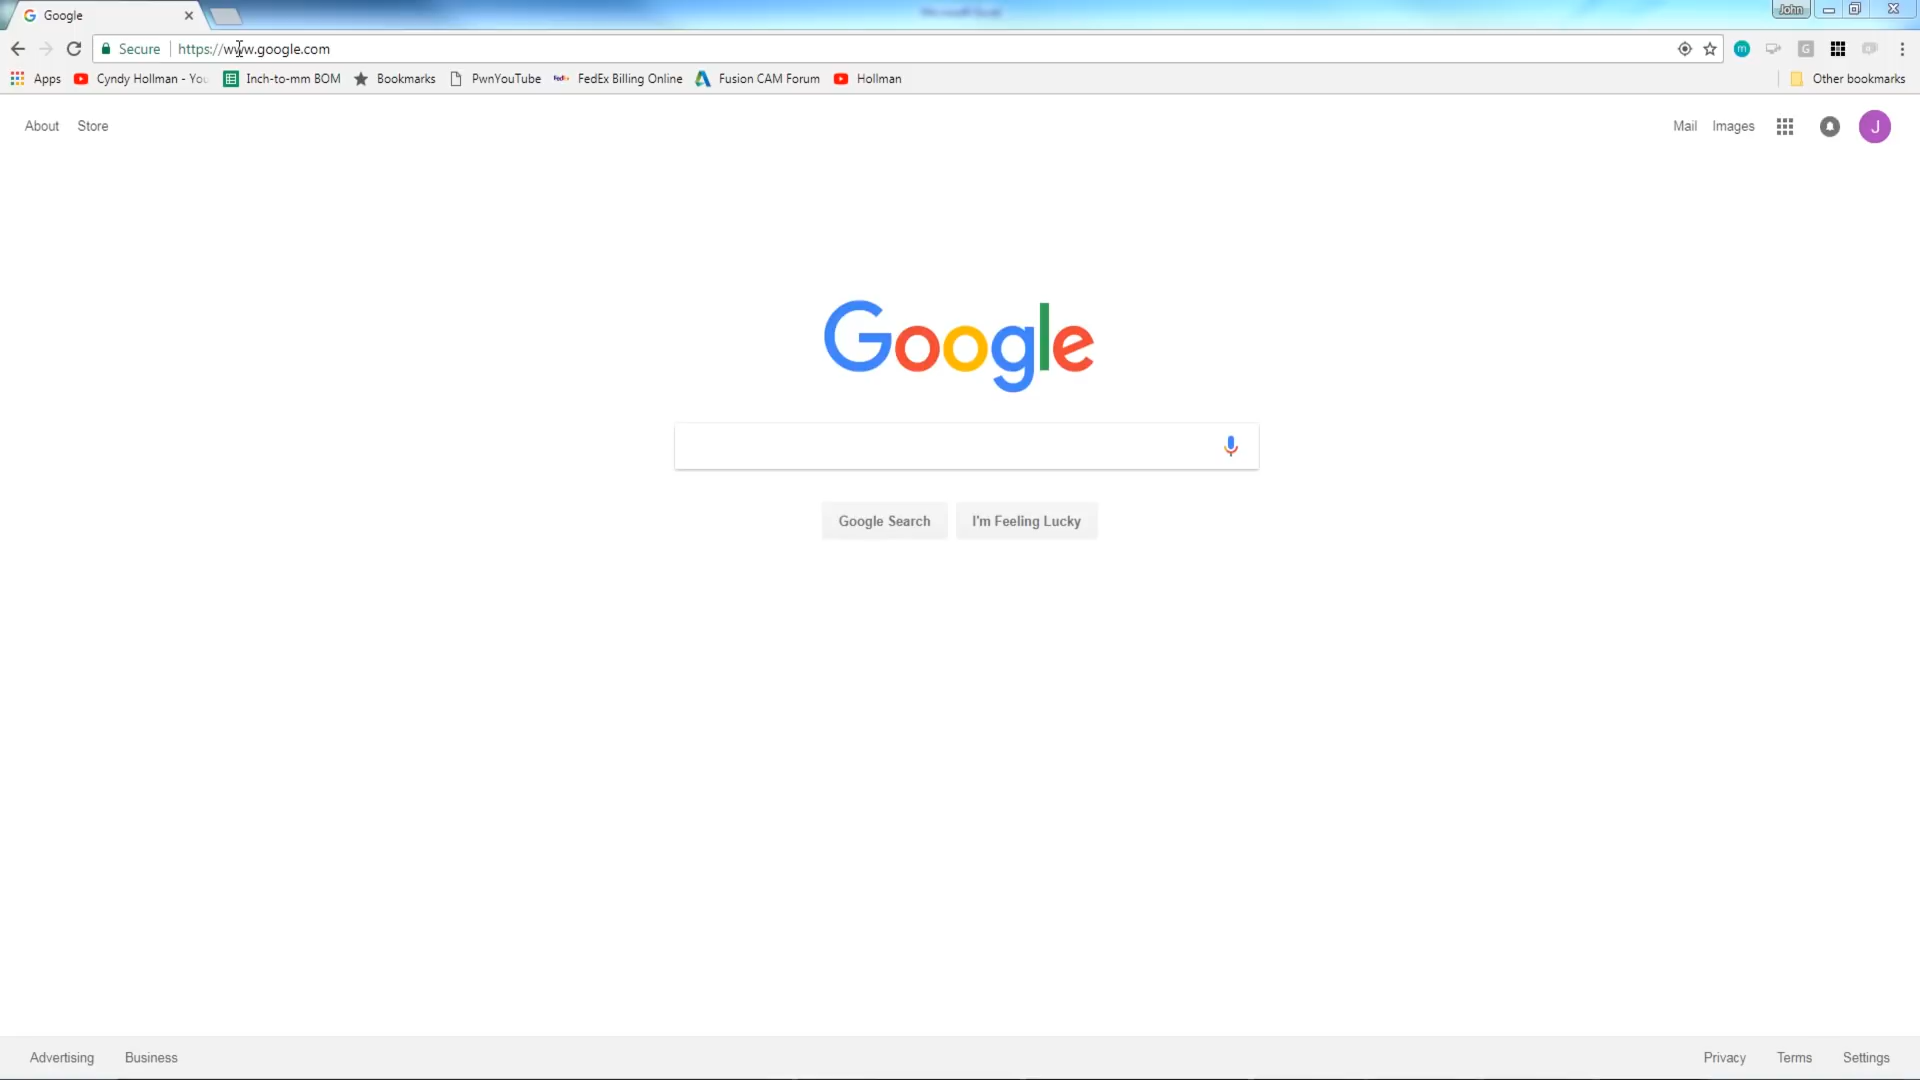 Google
John
Secure https://www.google.com
Apps Cyndy Hollman - You Inch-to-mm BOM Bookmarks PwnYouTube FedEx Billing Online Fusion CAM Forum Hollman Other bookmarks
About Store Mail Images J
Google
Google Search I'm Feeling Lucky
Advertising Business Privacy Terms Settings